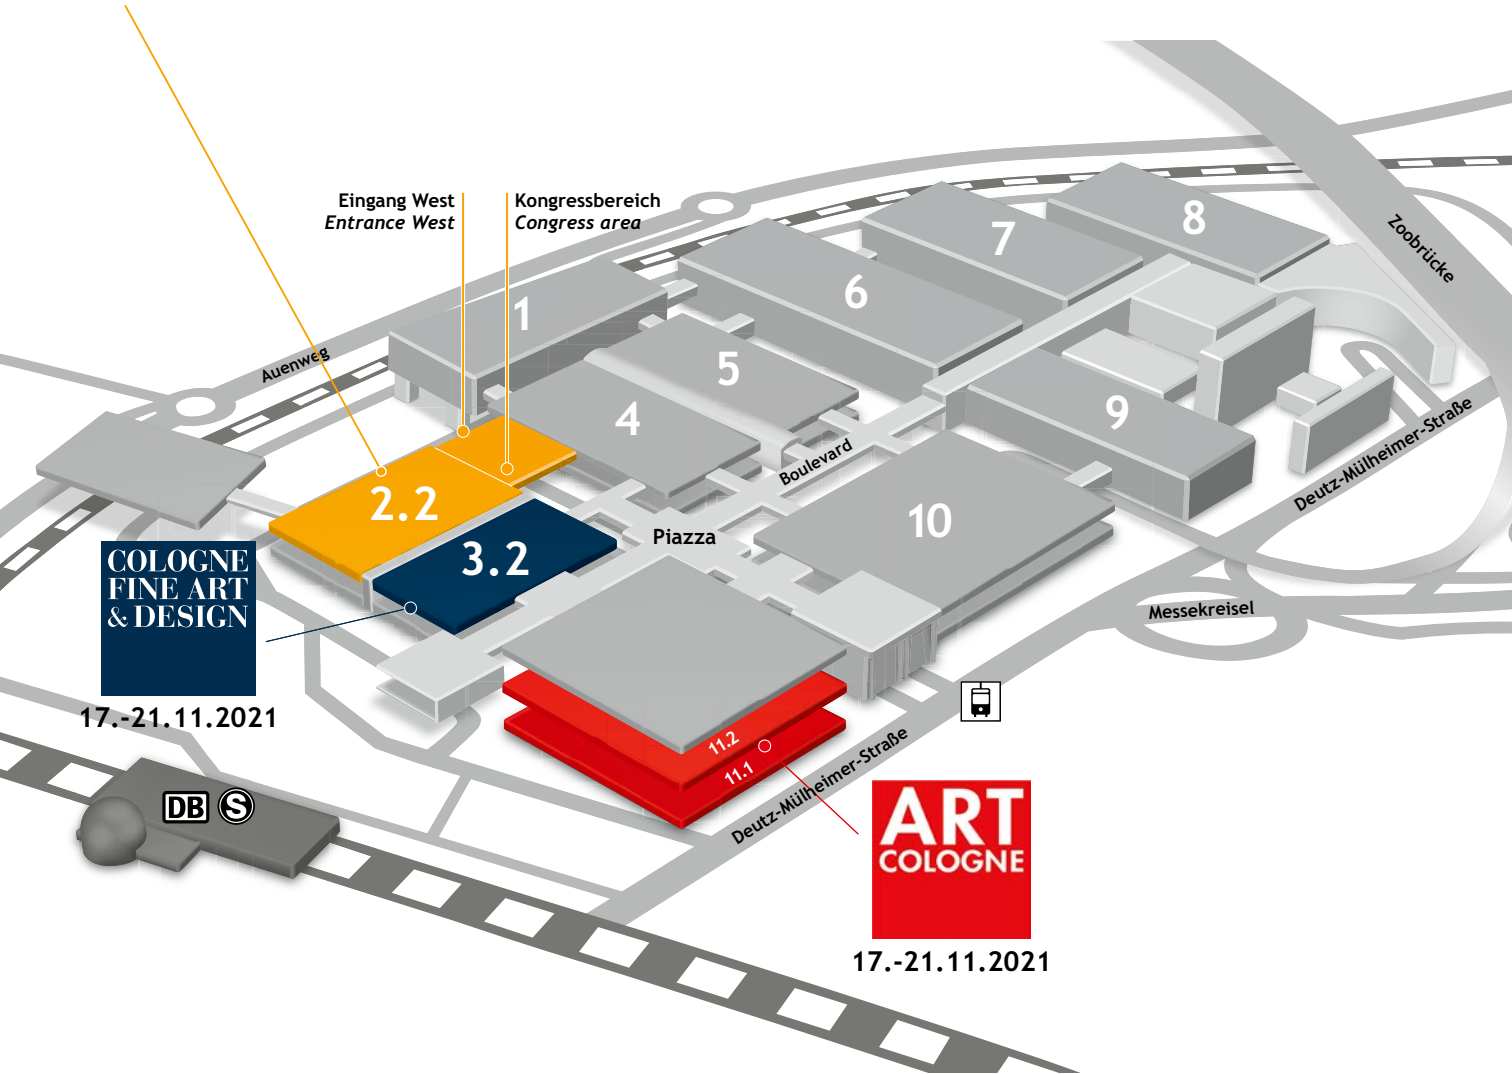 Eingang West
Entrance West
Kongressbereich
Congress area
8
7
Zoobrücke
6
1
Auenweg
5
4
9
Deutz-Mülheimer-Straße
Boulevard
2.2
10
Piazza
3.2
COLOGNE
FINE ART
& DESIGN
17.-21.11.2021
Messekreisel
11.2
11.1
Deutz-Mülheimer-Straße
DB
S
ART
COLOGNE
17.-21.11.2021